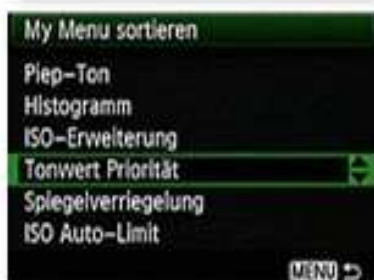 My Menu sortieren
Piep-Ton
Histogramm
ISO-Erweiterung
Tonwert Priorität
Spiegelverriegelung
ISO Auto-Limit
MENU